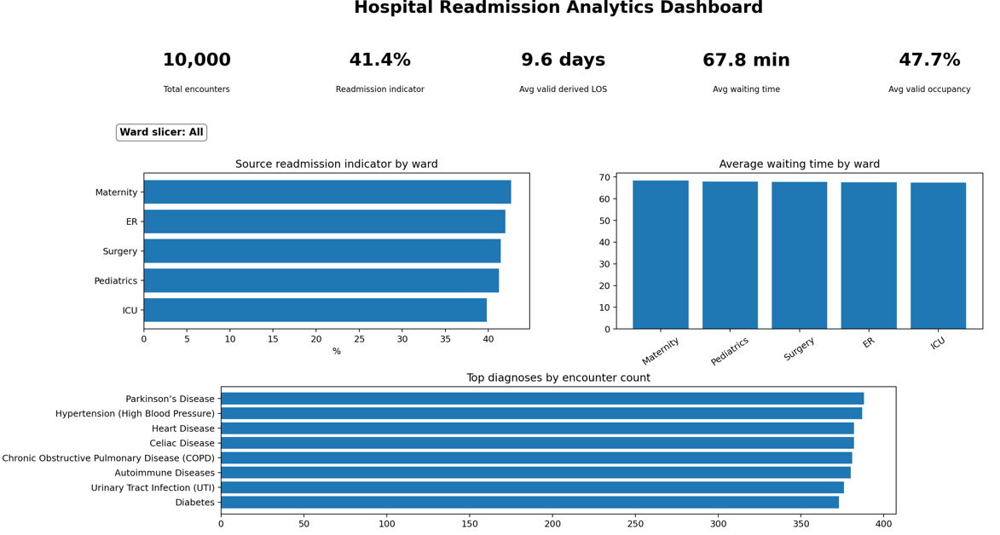 Hospital Readmission Analytics Dashboard
10,000
Total encounters
41.4%
Readmission indicator
9.6 days
Avg valid derived LOS
67.8 min
Avg waiting time
47.7%
Avg valid occupancy
Ward slicer: All
Source readmission indicator by ward
Maternity
ER
Surgery
Pediatrics
ICU
0 5 10 15 20 25 30 35 40
%
Average waiting time by ward
70
60
50
40
30
20
10
0
Maternity Pediatrics Surgery ER ICU
Top diagnoses by encounter count
Parkinson’s Disease
Hypertension (High Blood Pressure)
Heart Disease
Celiac Disease
Chronic Obstructive Pulmonary Disease (COPD)
Autoimmune Diseases
Urinary Tract Infection (UTI)
Diabetes
0 50 100 150 200 250 300 350 400